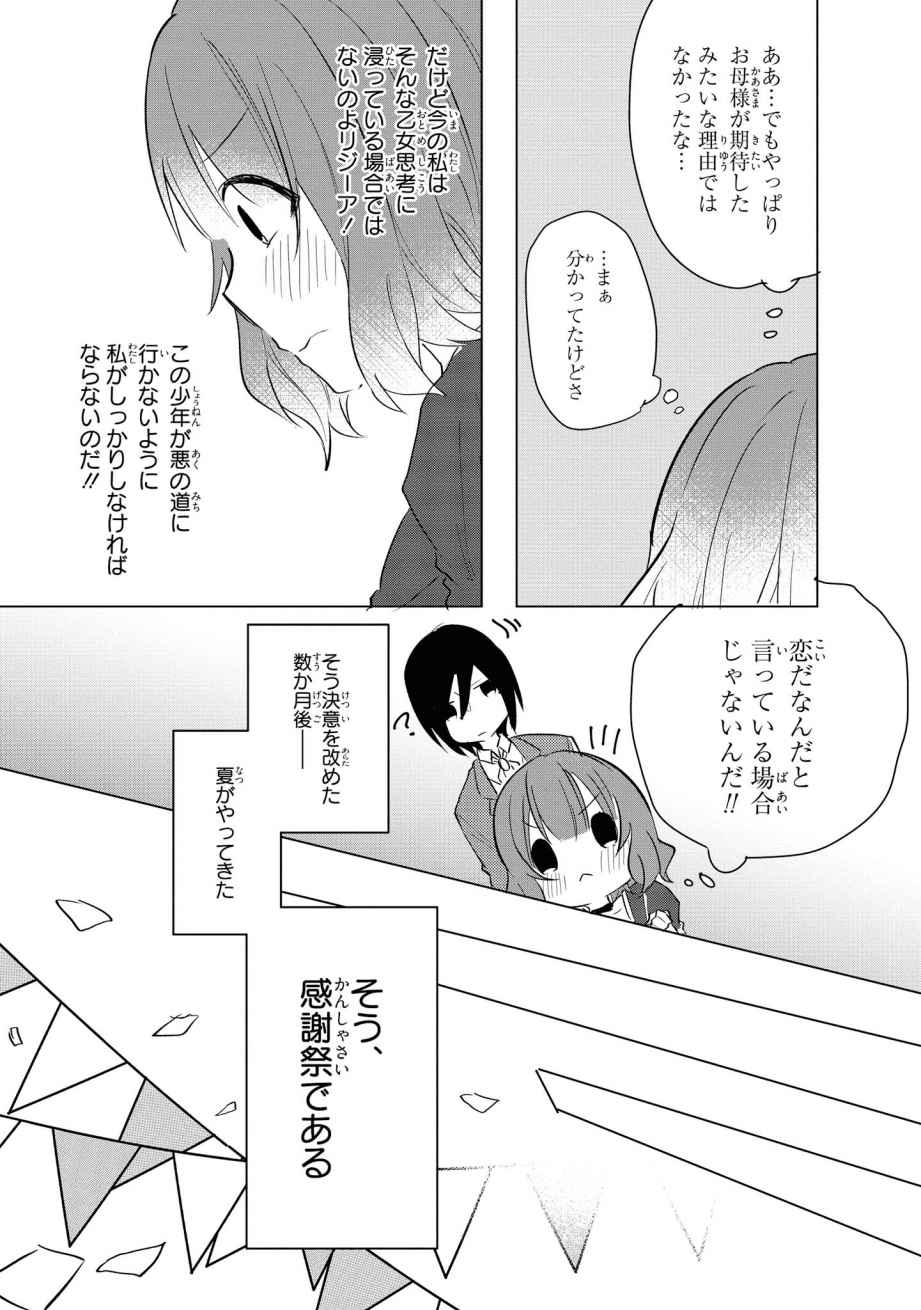 ああ…でもやっぱり
お母様が期待した
みたいな理由では
なかったな…
…まぁ
分かってたけどさ
だけど今の私は
そんな乙女思考に
浸っている場合では
ないのよリジーア！
この少年が悪の道に
行かないように
私がしっかりしなければ
ならないのだ!!
恋だなんだと
言っている場合
じゃないんだ!!
?
そう決意を改めた
数か月後――
夏がやってきた
そう、
感謝祭である